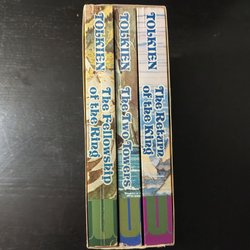 TOLKIEN
The Fellowship
of the Ring
TOLKIEN
The Two Towers
TOLKIEN
The Return
of the King